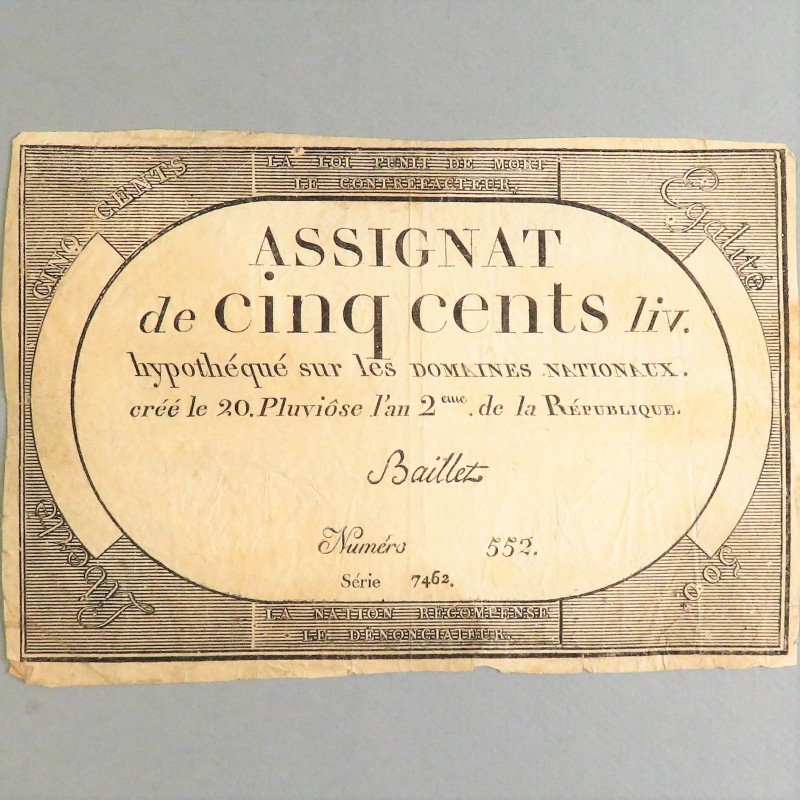 LA LOI PUNIT DE MORT
LE CONTREFACTEUR.
CINQ CENTS
Egalité
ASSIGNAT
de cinq cents liv.
hypothéqué sur les DOMAINES NATIONAUX.
créé le 20. Pluviôse l'an 2eme. de la RÉPUBLIQUE.
Baillet
Numéro 552.
Série 7462.
Liberté
500.
LA NATION RÉCOMPENSE
LE DÉNONCIATEUR.